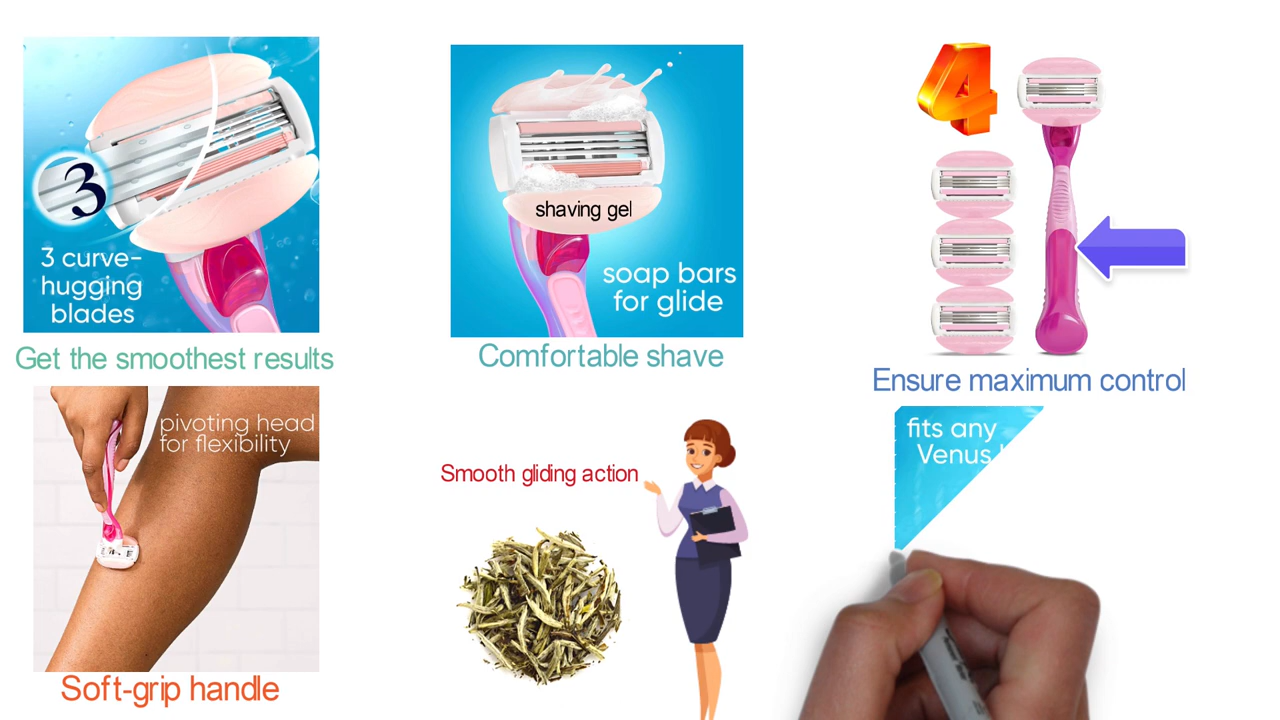 3
3 curve-
hugging
blades
Get the smoothest results
shaving gel
soap bars
for glide
Comfortable shave
4
Ensure maximum control
pivoting head
for flexibility
Soft-grip handle
Smooth gliding action
fits any
Venus